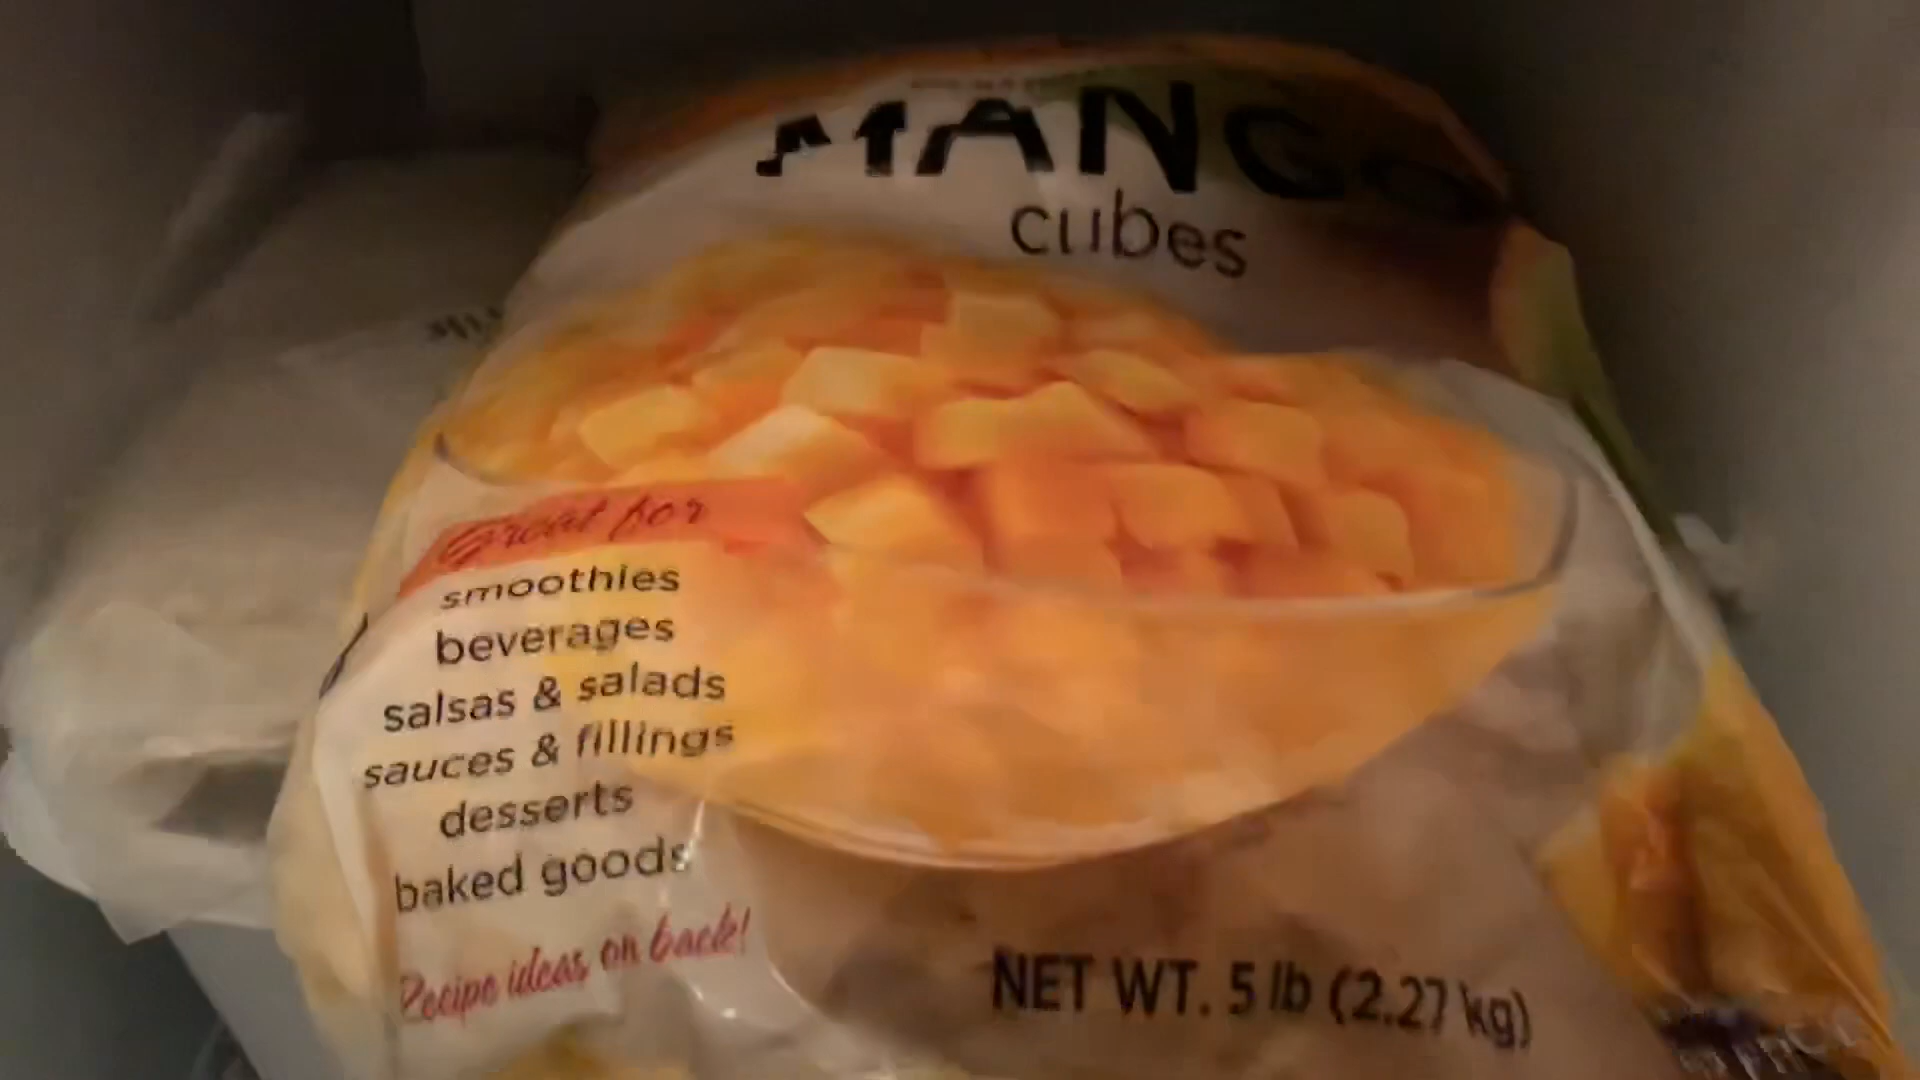 MANGO
cubes
Great for
smoothies
beverages
salsas & salads
sauces & fillings
desserts
baked goods
Recipe ideas on back!
NET WT. 5 lb (2.27 kg)